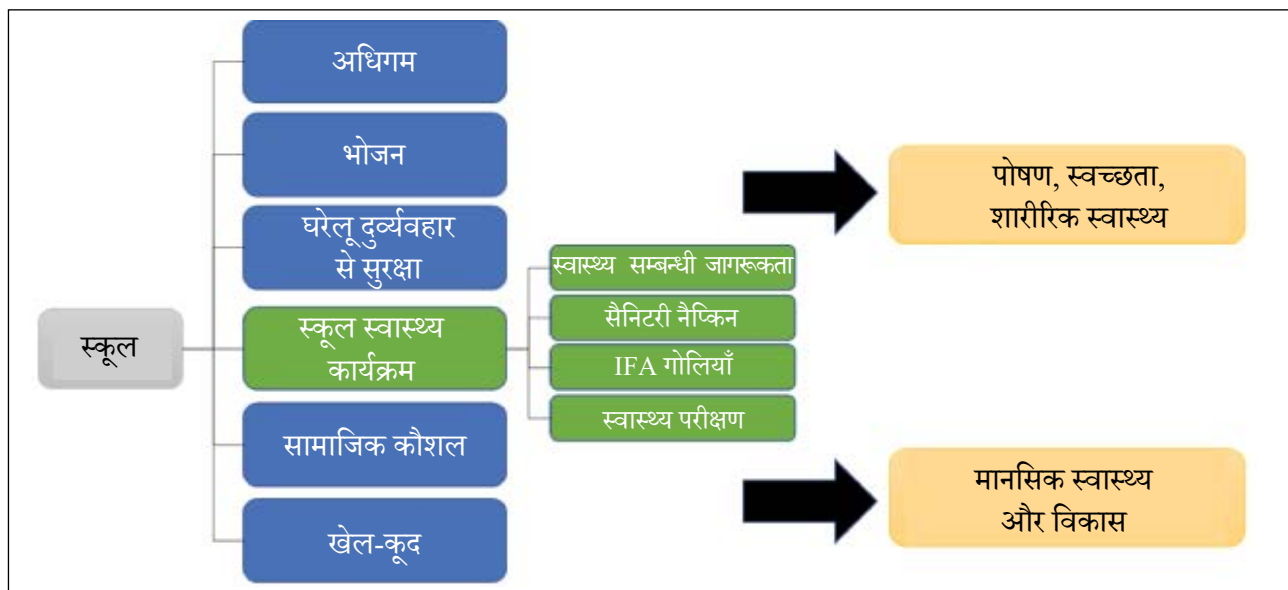 स्कूल
अधिगम
भोजन
घरेलू दुर्व्यवहार
से सुरक्षा
स्कूल स्वास्थ्य
कार्यक्रम
सामाजिक कौशल
खेल-कूद
स्वास्थ्य सम्बन्धी जागरूकता
सैनिटरी नैप्किन
IFA गोलियाँ
स्वास्थ्य परीक्षण
पोषण, स्वच्छता,
शारीरिक स्वास्थ्य
मानसिक स्वास्थ्य
और विकास